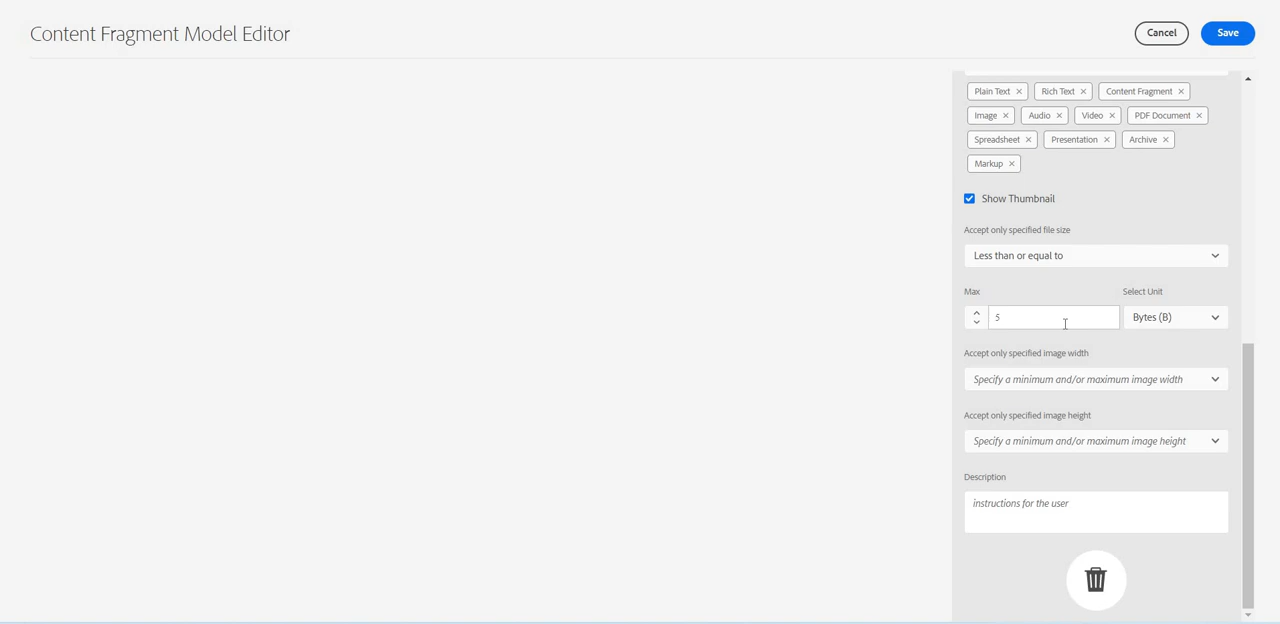 Content Fragment Model Editor
Cancel
Save
Plain Text × Rich Text × Content Fragment ×
Image × Audio × Video × PDF Document ×
Spreadsheet × Presentation × Archive ×
Markup ×
Show Thumbnail
Accept only specified file size
Less than or equal to
Max Select Unit
5 Bytes (B)
Accept only specified image width
Specify a minimum and/or maximum image width
Accept only specified image height
Specify a minimum and/or maximum image height
Description
instructions for the user